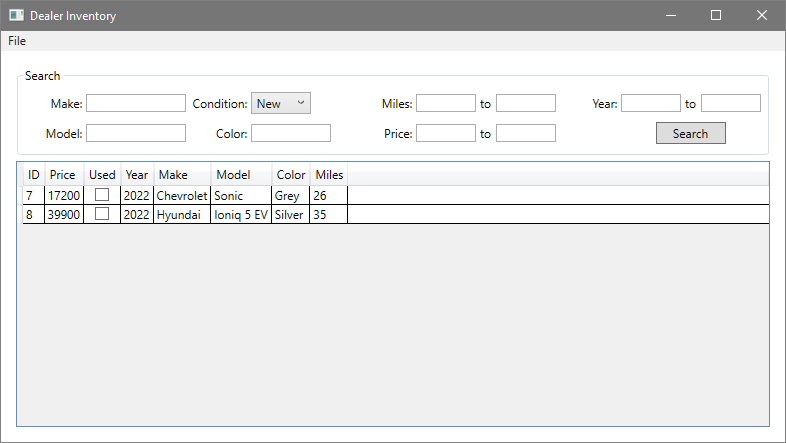 Dealer Inventory
File
Search
Make: Condition: New Miles: to Year: to
Model: Color: Price: to Search
ID Price Used Year Make Model Color Miles
7 17200 2022 Chevrolet Sonic Grey 26
8 39900 2022 Hyundai Ioniq 5 EV Silver 35